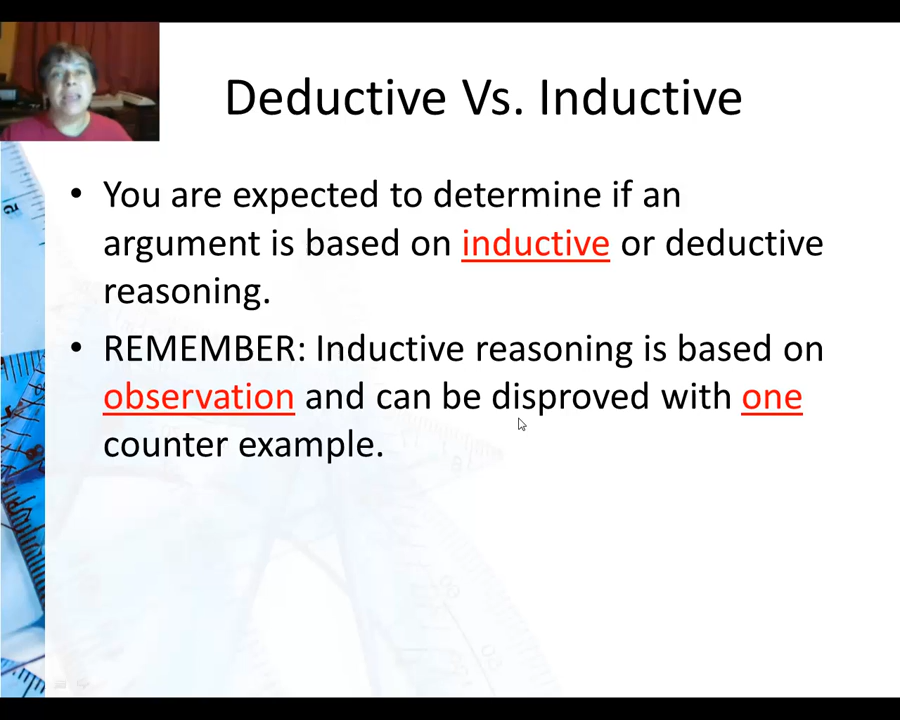 Deductive Vs. Inductive
• You are expected to determine if an
argument is based on inductive or deductive
reasoning.
• REMEMBER: Inductive reasoning is based on
observation and can be disproved with one
counter example.